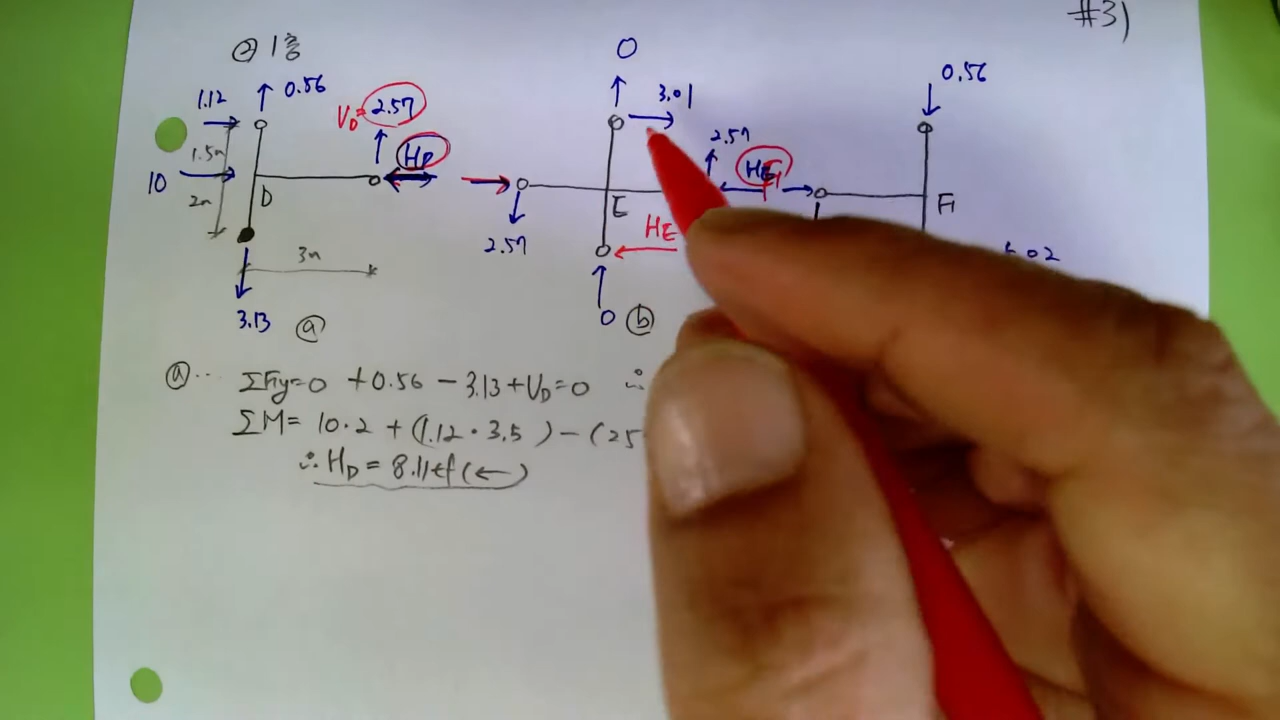 #3)
② 1층
0
0.56
1.12
0.56
3.01
V_D=2.57
1.5m
H_D
2.57
10
2m
D
E
F
2.57
H_E
3m
3.13
ⓐ
0
ⓑ
ⓐ··· ΣFy=0 +0.56 - 3.13 + V_D = 0 ∴
ΣM= 10·2 + (1.12 · 3.5 ) - (25
∴ H_D = 8.11tf(←)